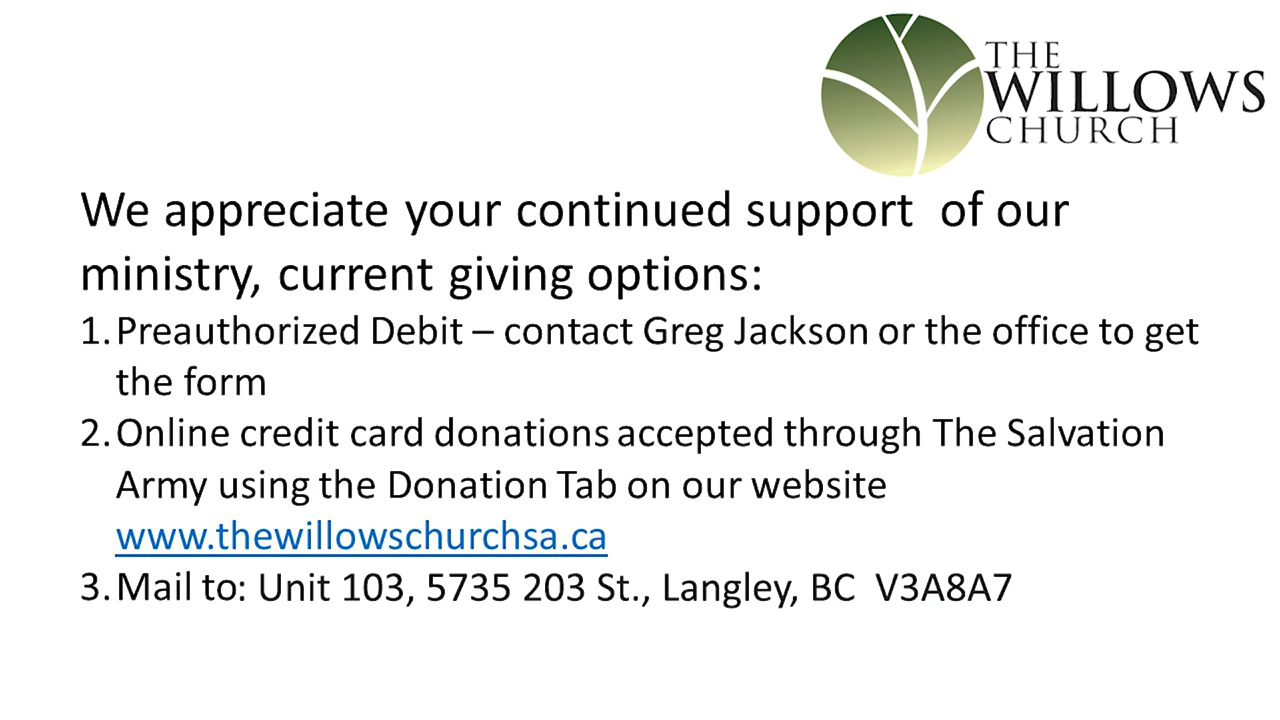 THE
WILLOWS
CHURCH
We appreciate your continued support  of our
ministry, current giving options:
1. Preauthorized Debit – contact Greg Jackson or the office to get
the form
2. Online credit card donations accepted through The Salvation
Army using the Donation Tab on our website
www.thewillowschurchsa.ca
3. Mail to: Unit 103, 5735 203 St., Langley, BC  V3A8A7